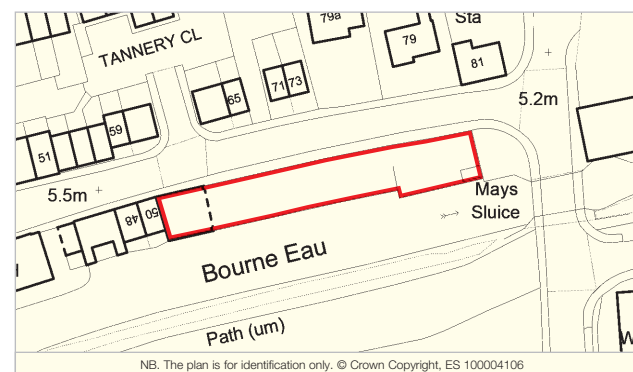 79a
Sta
TANNERY CL
79
81
71
73
65
5.2m
59
51
5.5m
Mays
Sluice
48
50
Bourne Eau
Path (um)
NB. The plan is for identification only. © Crown Copyright, ES 100004106